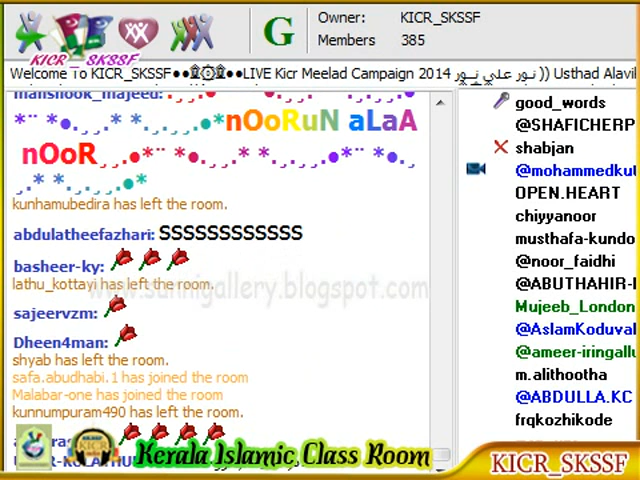 Owner: KICR_SKSSF
Members 385
KICR_SKSSF
G
Welcome To KICR_SKSSF●●۩۞۩●●LIVE Kicr Meelad Campaign 2014 نور علي نور )) Usthad Alavil
manshook_majeed:
nOoRuN aLaA
nOoR
kunhamubedira has left the room.
abdulatheefazhari: SSSSSSSSSSSS
basheer-ky:
lathu_kottayi has left the room.
www.sunnigallery.blogspot.com
sajeervzm:
Dheen4man:
shyab has left the room.
safa.abudhabi.1 has joined the room
Malabar-one has joined the room
kunnumpuram490 has left the room.
Kerala Islamic Class Room
good_words
@SHAFICHERP
shabjan
@mohammedkut
OPEN.HEART
chiyyanoor
musthafa-kundo
@noor_faidhi
@ABUTHAHIR-
Mujeeb_London
@AslamKoduval
@ameer-iringallu
m.alithootha
@ABDULLA.KC
frqkozhikode
KICR_SKSSF